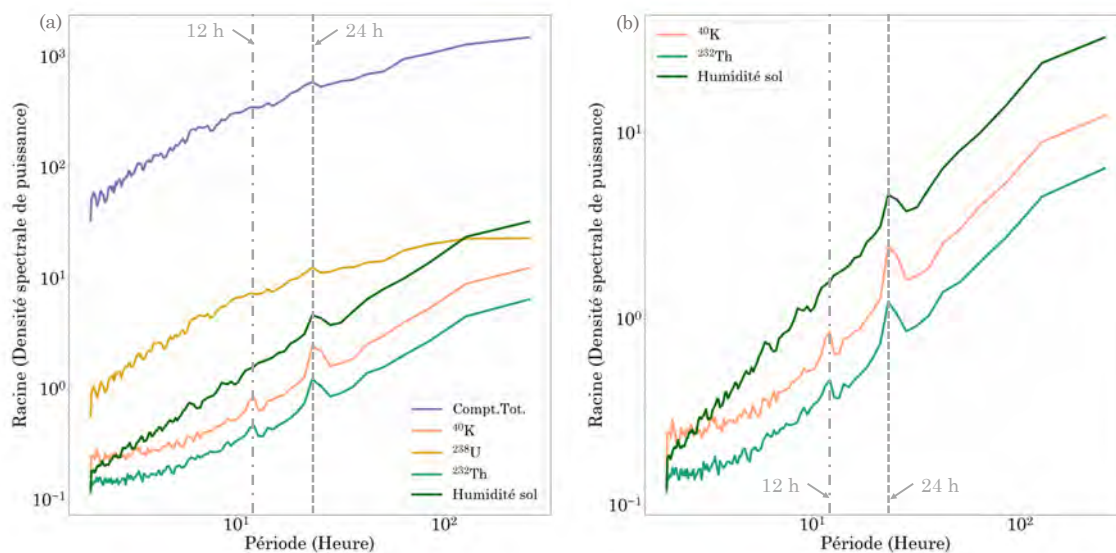 (a)
12 h
24 h
Racine (Densité spectrale de puissance)
10³
10²
10¹
10⁰
10⁻¹
Compt.Tot.
⁴⁰K
²³⁸U
²³²Th
Humidité sol
10¹
10²
Période (Heure)
(b)
⁴⁰K
²³²Th
Humidité sol
Racine (Densité spectrale de puissance)
10¹
10⁰
10⁻¹
12 h
24 h
10¹
10²
Période (Heure)